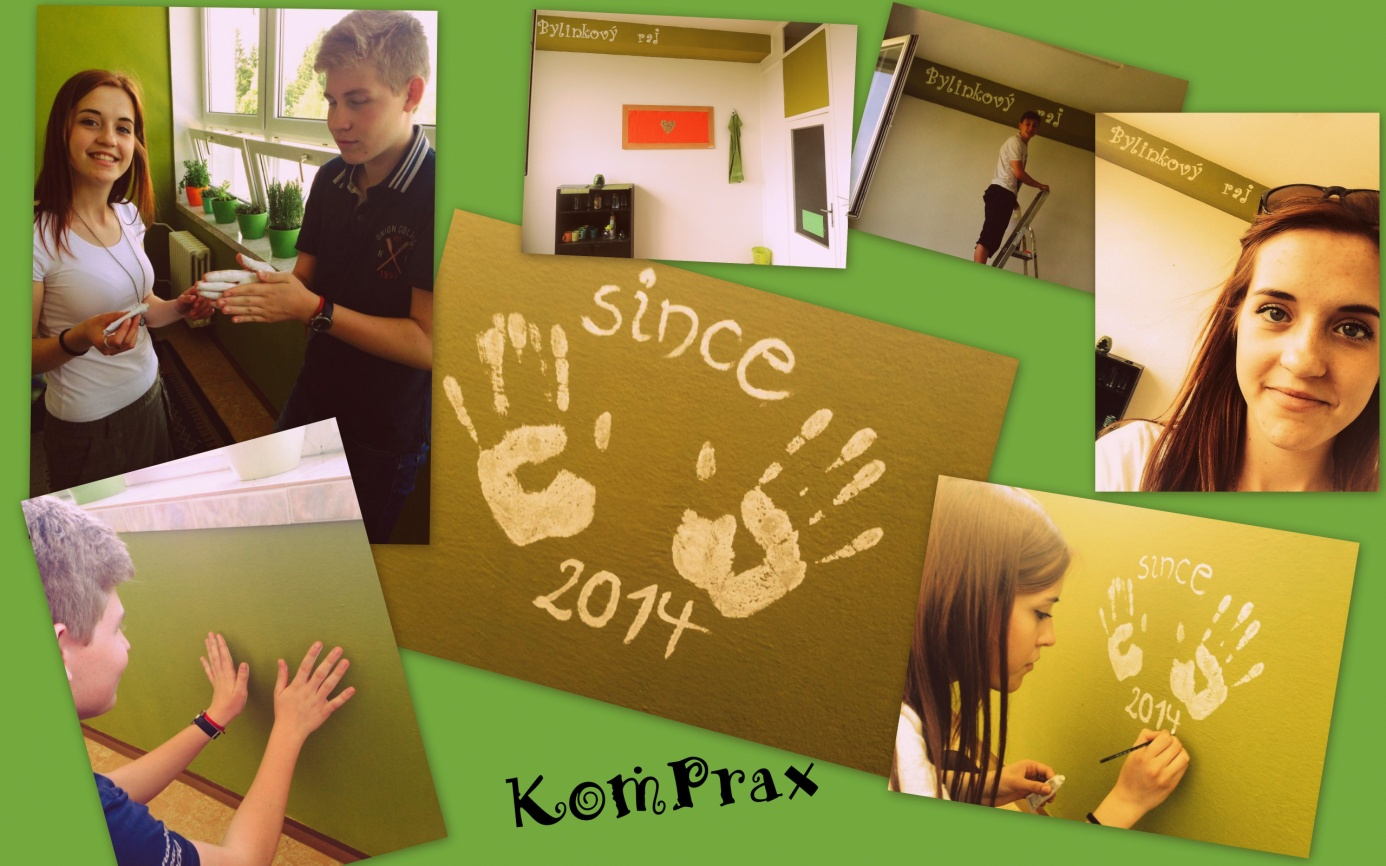 Bylinkový raj
Bylinkový raj
Bylinkový raj
since
2014
since
2014
KomPrax